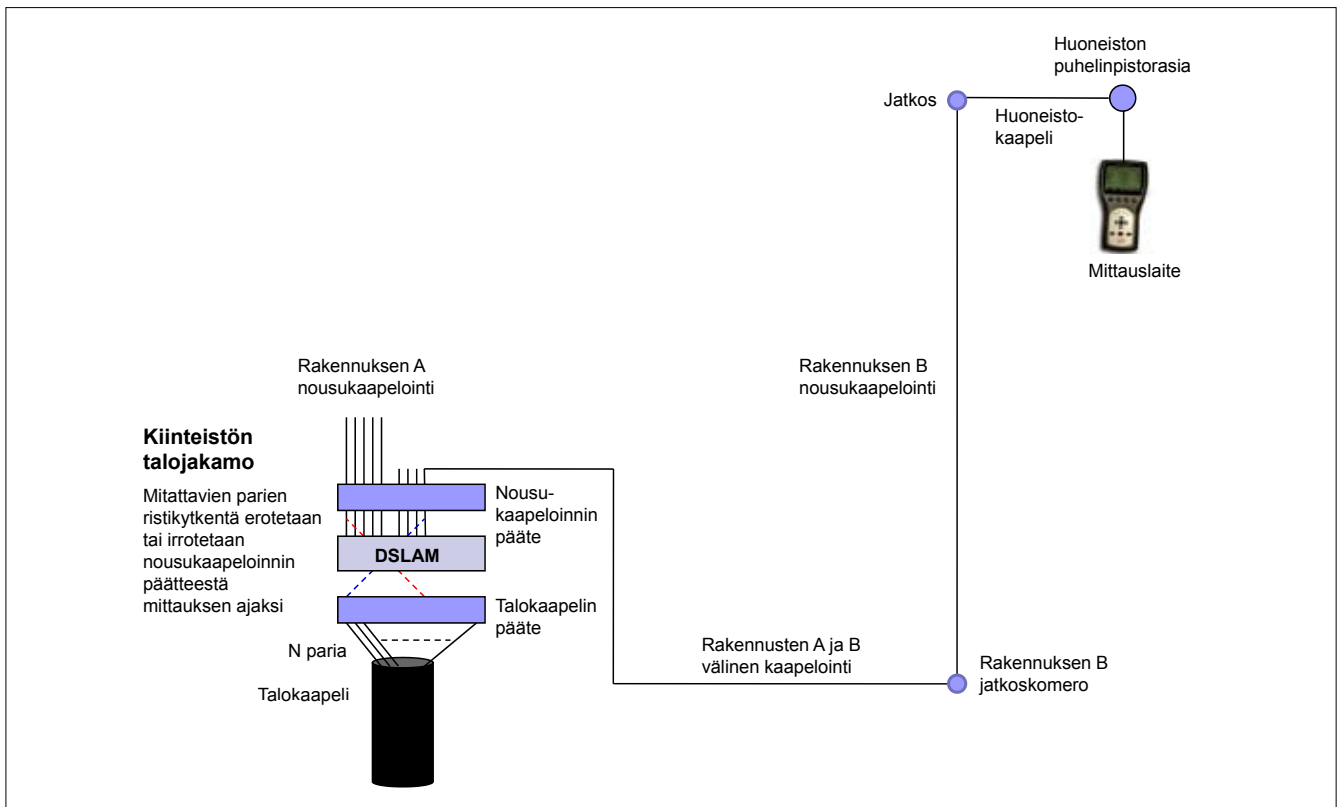 Huoneiston
puhelinpistorasia
Jatkos
Huoneisto-
kaapeli
Mittauslaite
Rakennuksen A
nousukaapelointi
Rakennuksen B
nousukaapelointi
Kiinteistön
talojakamo
Mitattavien parien
ristikytkentä erotetaan
tai irrotetaan
nousukaapeloinnin
päätteestä
mittauksen ajaksi
Nousu-
kaapeloinnin
pääte
DSLAM
Talokaapelin
pääte
N paria
Talokaapeli
Rakennusten A ja B
välinen kaapelointi
Rakennuksen B
jatkoskomero